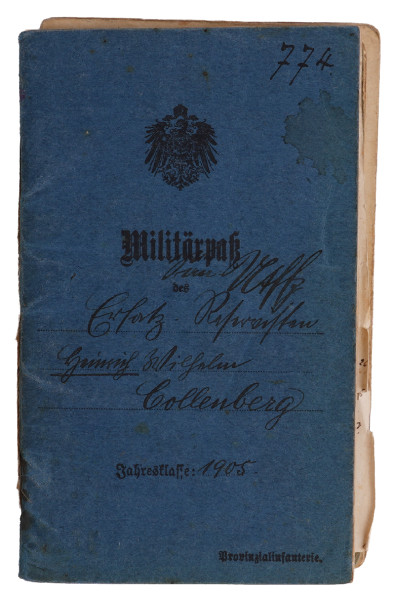 774.
Militärpaß
des
Ersatz-Reservisten
Heinrich Wilhelm
Collenberg
Jahresklasse: 1905.
Provinzialinfanterie.